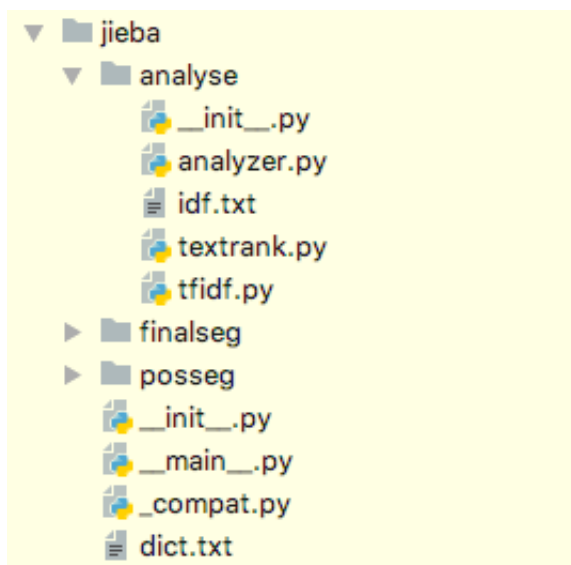 jieba
analyse
__init__.py
analyzer.py
idf.txt
textrank.py
tfidf.py
finalseg
posseg
__init__.py
__main__.py
_compat.py
dict.txt